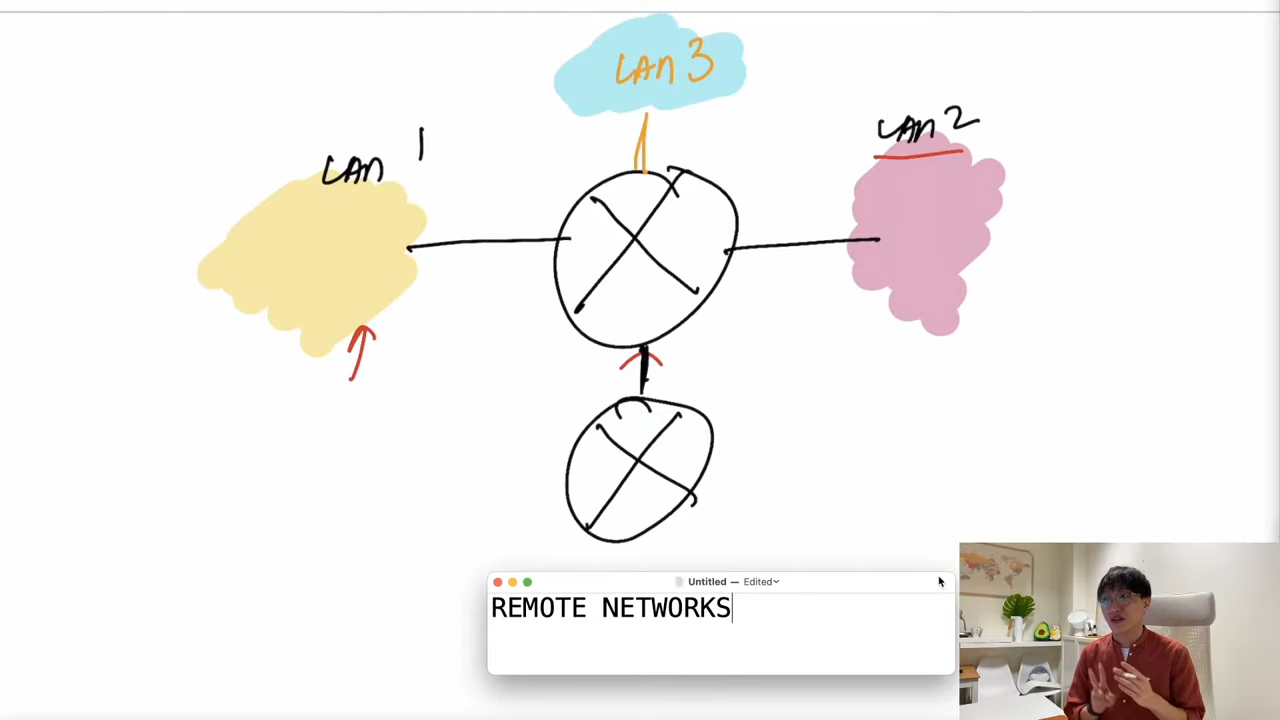 LAN 3
LAN 1
LAN 2
Untitled — Edited
REMOTE NETWORKS